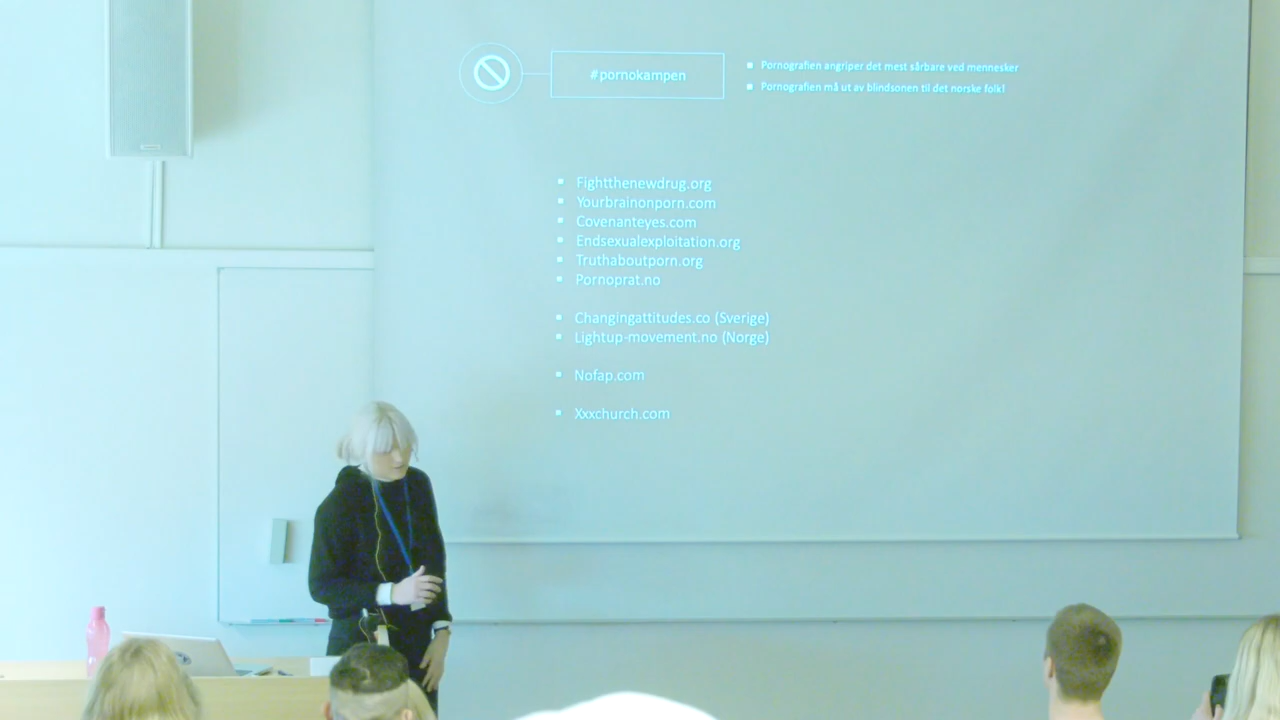 #pornokampen
Pornografien angriper det mest sårbare ved mennesker
Pornografien må ut av blindsonen til det norske folk!
Fightthenewdrug.org
Yourbrainonporn.com
Covenanteyes.com
Endsexualexploitation.org
Truthaboutporn.org
Pornoprat.no
Changingattitudes.co (Sverige)
Lightup-movement.no (Norge)
Nofap.com
Xxxchurch.com